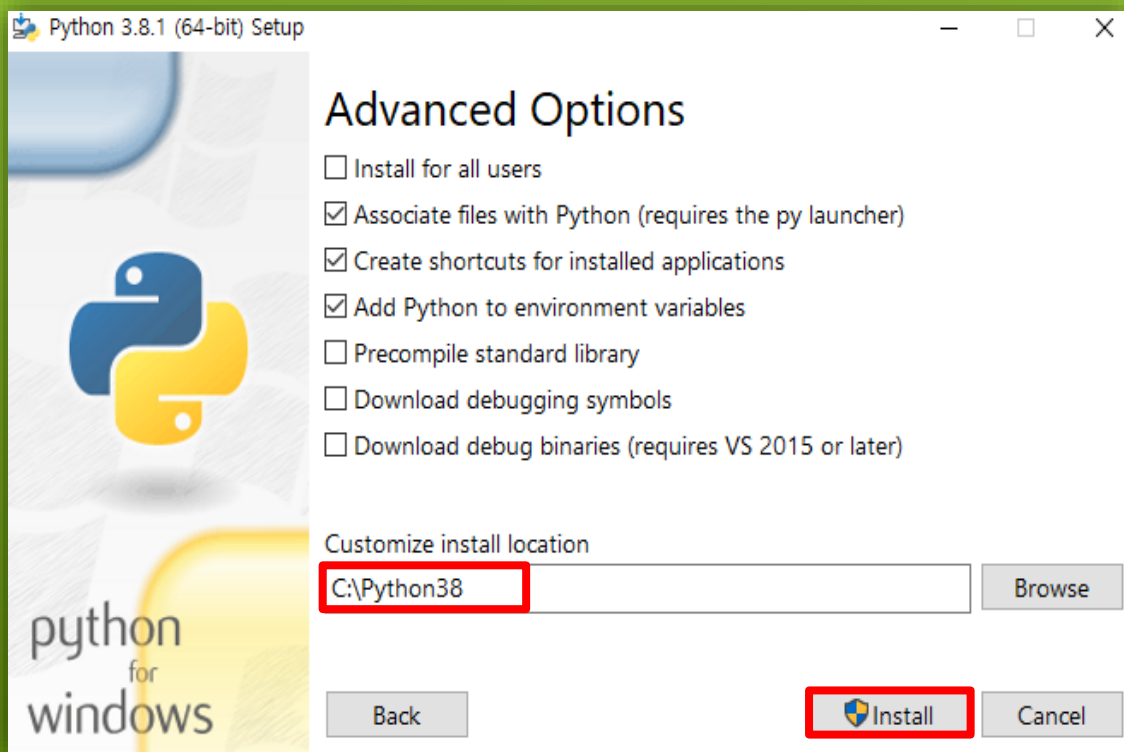 Python 3.8.1 (64-bit) Setup
Advanced Options
Install for all users
Associate files with Python (requires the py launcher)
Create shortcuts for installed applications
Add Python to environment variables
Precompile standard library
Download debugging symbols
Download debug binaries (requires VS 2015 or later)
Customize install location
C:\Python38
Browse
python
for
windows
Back
Install
Cancel